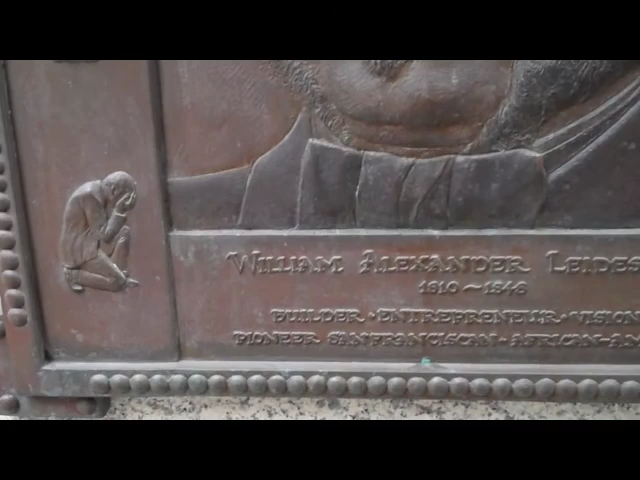 WILLIAM ALEXANDER LEIDES
1810~1848
BUILDER · ENTREPRENEUR · VISION
PIONEER SAN FRANCISCAN · AFRICAN-AM